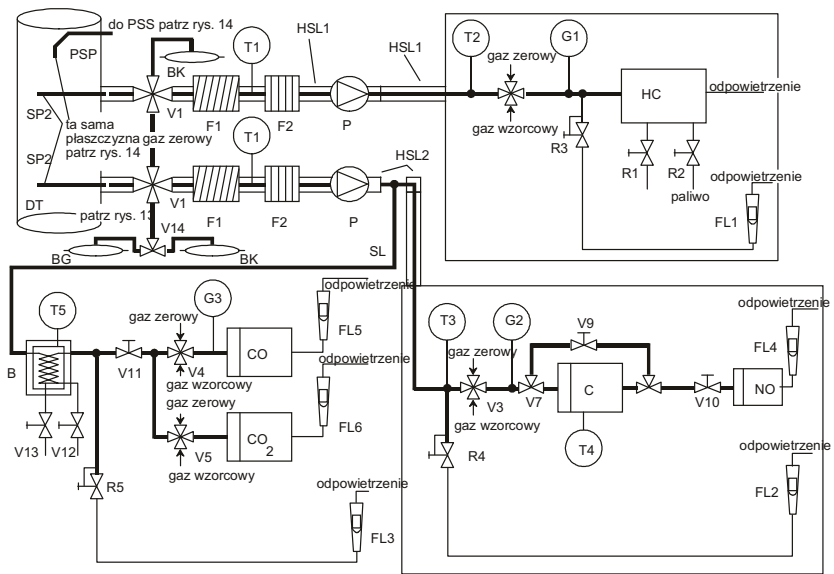 do PSS patrz rys. 14
PSP
BK
T1
HSL1
HSL1
T2
gaz zerowy
G1
HC
odpowietrzenie
SP2
ta sama
płaszczyzna gaz zerowy
patrz rys. 14
V1
F1
F2
P
gaz wzorcowy
R3
R1
R2
paliwo
odpowietrzenie
SP2
T1
HSL2
DT
patrz rys. 13
V1
F1
F2
P
FL1
V14
BG
BK
SL
odpowietrzenie
T5
gaz zerowy
G3
CO
FL5
odpowietrzenie
B
V11
V4
gaz wzorcowy
gaz zerowy
CO2
FL6
V13
V12
V5
gaz wzorcowy
R5
odpowietrzenie
FL3
T3
G2
V9
odpowietrzenie
gaz zerowy
FL4
V3
V7
C
V10
NO
gaz wzorcowy
T4
R4
odpowietrzenie
FL2